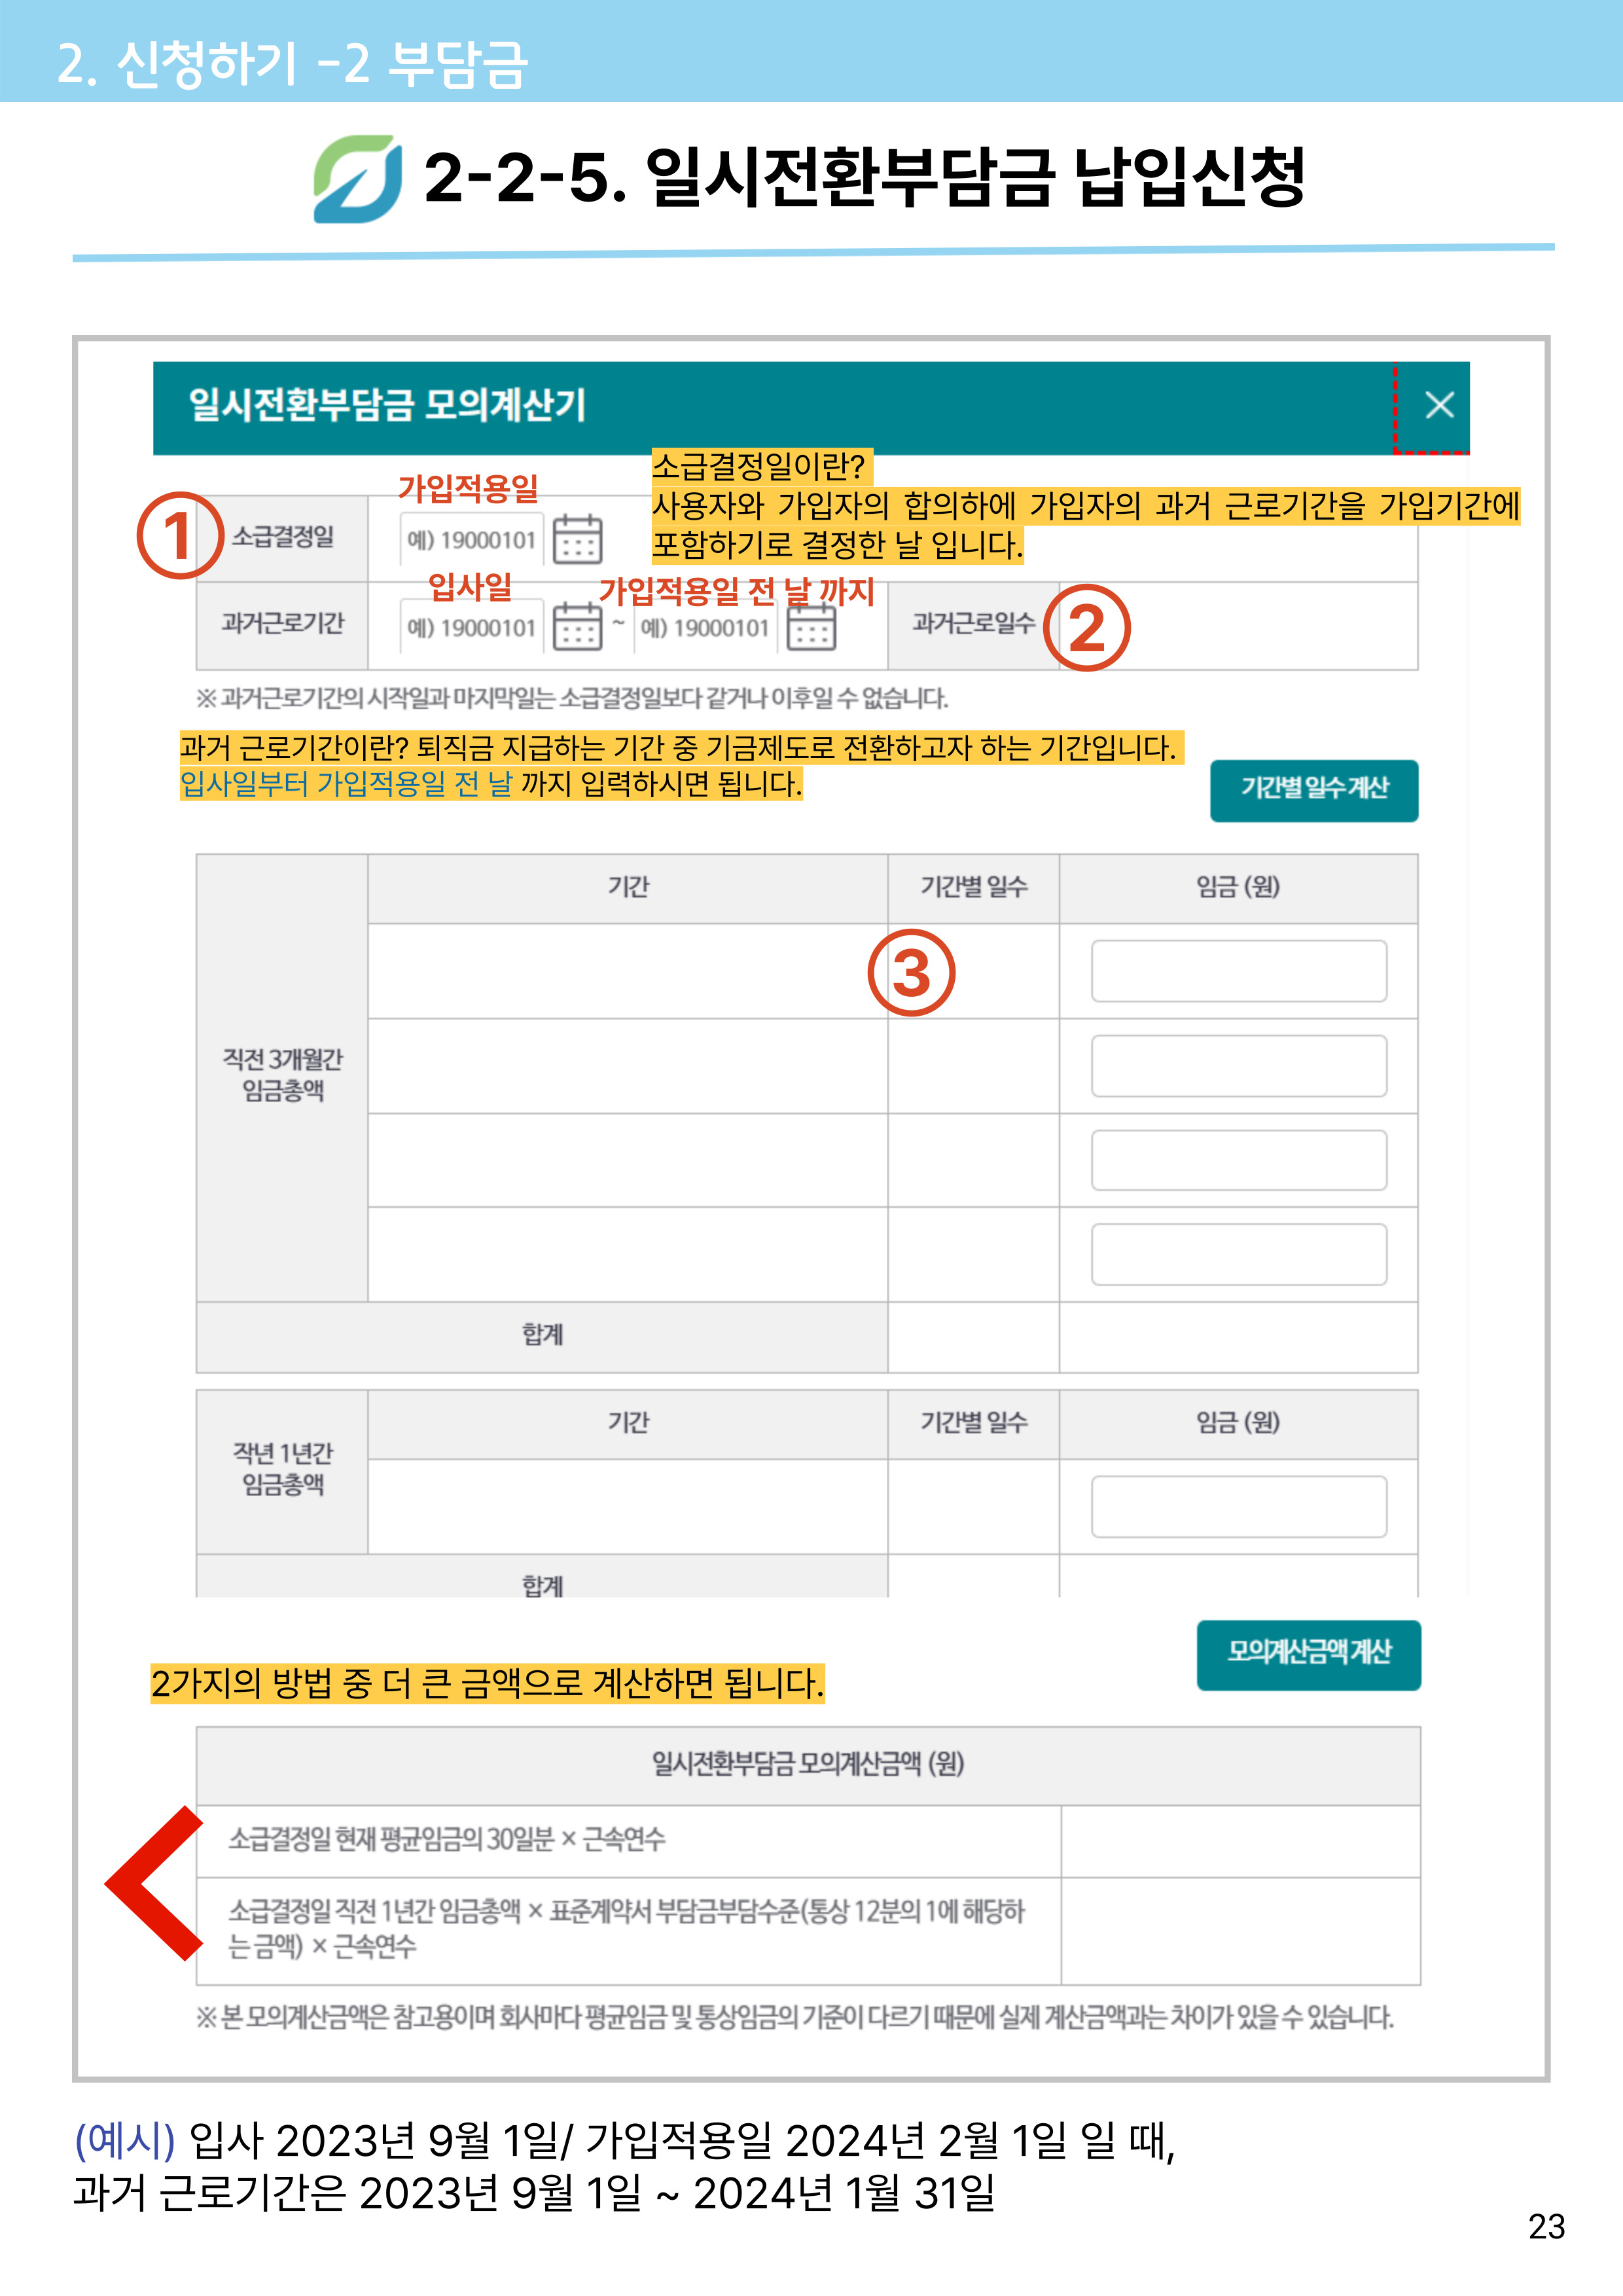 2. 신청하기 -2 부담금
2-2-5. 일시전환부담금 납입신청
일시전환부담금 모의계산기
소급결정일이란?
사용자와 가입자의 합의하에 가입자의 과거 근로기간을 가입기간에
포함하기로 결정한 날 입니다.
가입적용일
① 소급결정일 예) 19000101
입사일 가입적용일 전 날 까지
과거근로기간 예) 19000101 ~ 예) 19000101 과거근로일수 ②
※ 과거근로기간의 시작일과 마지막일는 소급결정일보다 같거나 이후일 수 없습니다.
과거 근로기간이란? 퇴직금 지급하는 기간 중 기금제도로 전환하고자 하는 기간입니다.
입사일부터 가입적용일 전 날 까지 입력하시면 됩니다.
기간별 일수 계산
기간 기간별 일수 임금 (원)
③
직전 3개월간
임금총액
합계
기간 기간별 일수 임금 (원)
작년 1년간
임금총액
합계
모의계산금액 계산
2가지의 방법 중 더 큰 금액으로 계산하면 됩니다.
일시전환부담금 모의계산금액 (원)
소급결정일 현재 평균임금의 30일분 × 근속연수
소급결정일 직전 1년간 임금총액 × 표준계약서 부담금부담수준(통상 12분의 1에 해당하
는 금액) × 근속연수
※ 본 모의계산금액은 참고용이며 회사마다 평균임금 및 통상임금의 기준이 다르기 때문에 실제 계산금액과는 차이가 있을 수 있습니다.
(예시) 입사 2023년 9월 1일/ 가입적용일 2024년 2월 1일 일 때,
과거 근로기간은 2023년 9월 1일 ~ 2024년 1월 31일
23